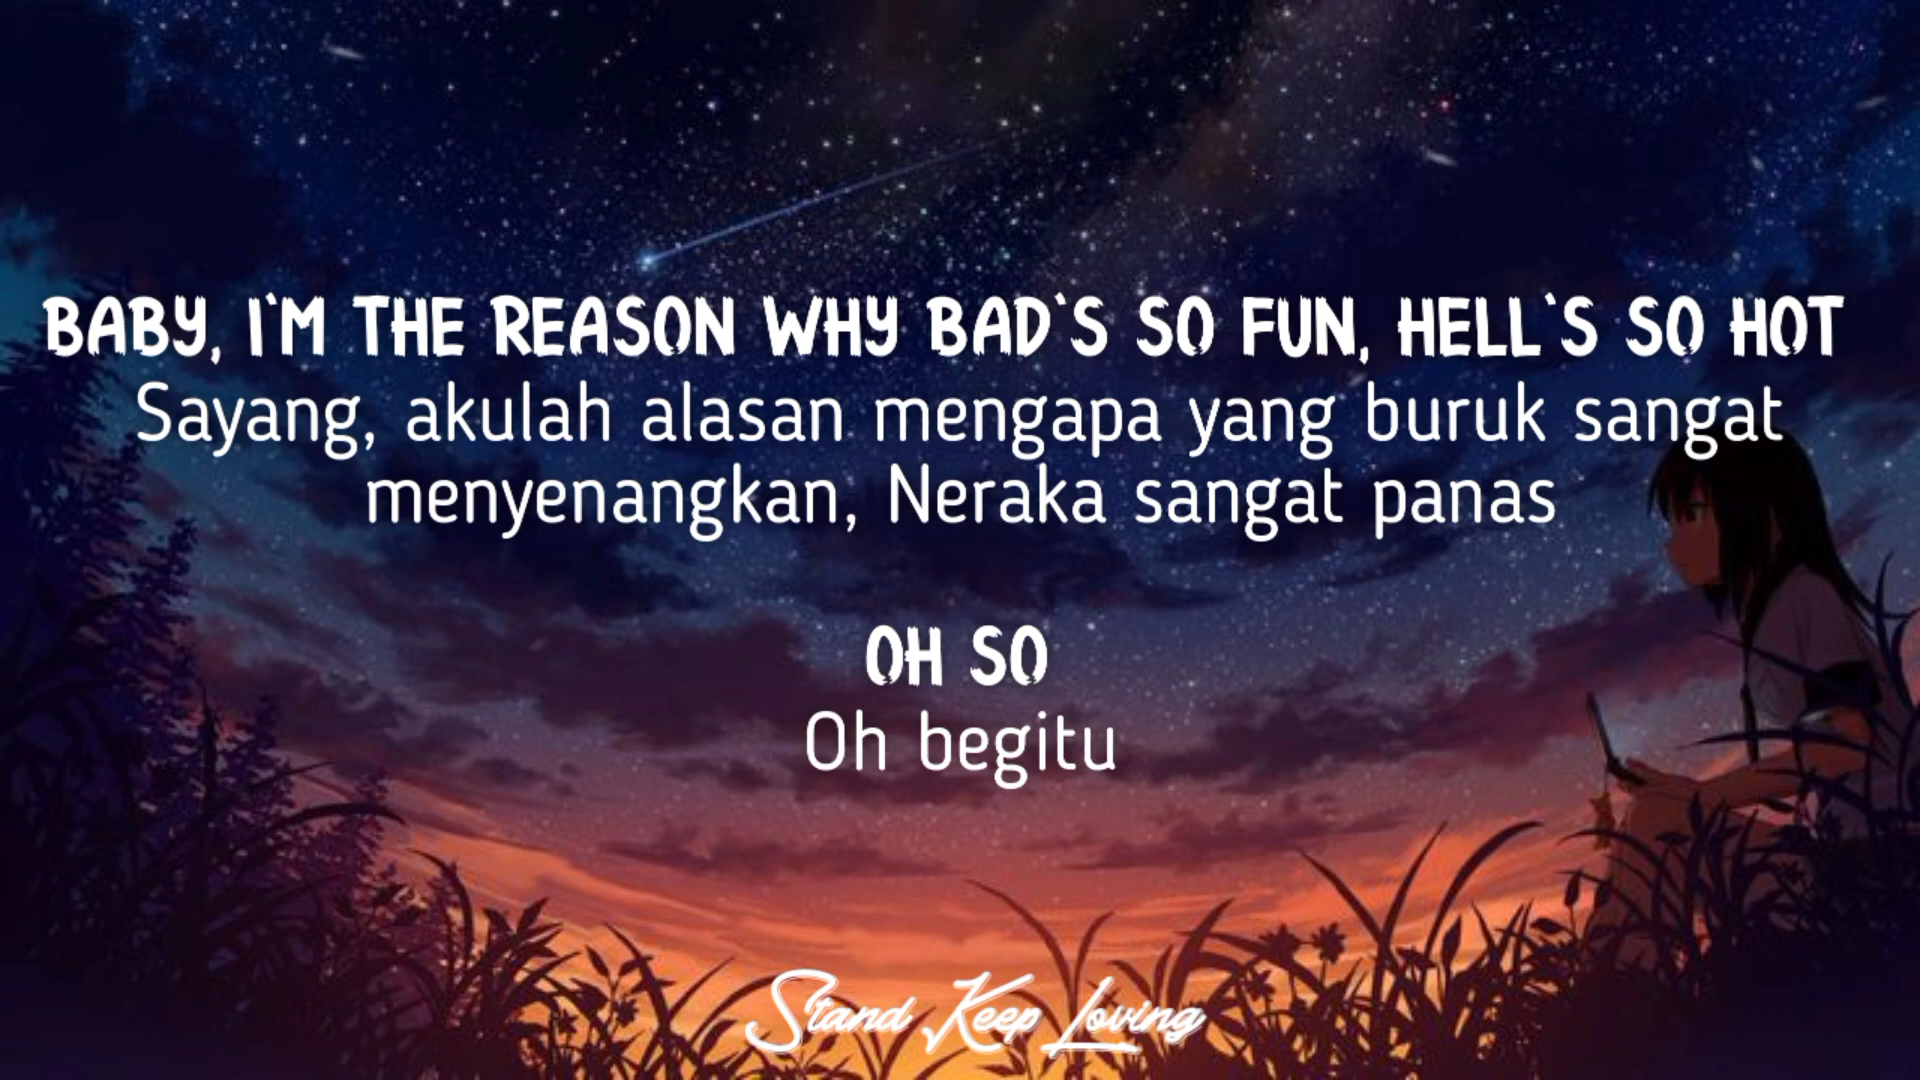 BABY, I'M THE REASON WHY BAD'S SO FUN, HELL'S SO HOT
Sayang, akulah alasan mengapa yang buruk sangat
menyenangkan, Neraka sangat panas
OH SO
Oh begitu
Stand Keep Loving